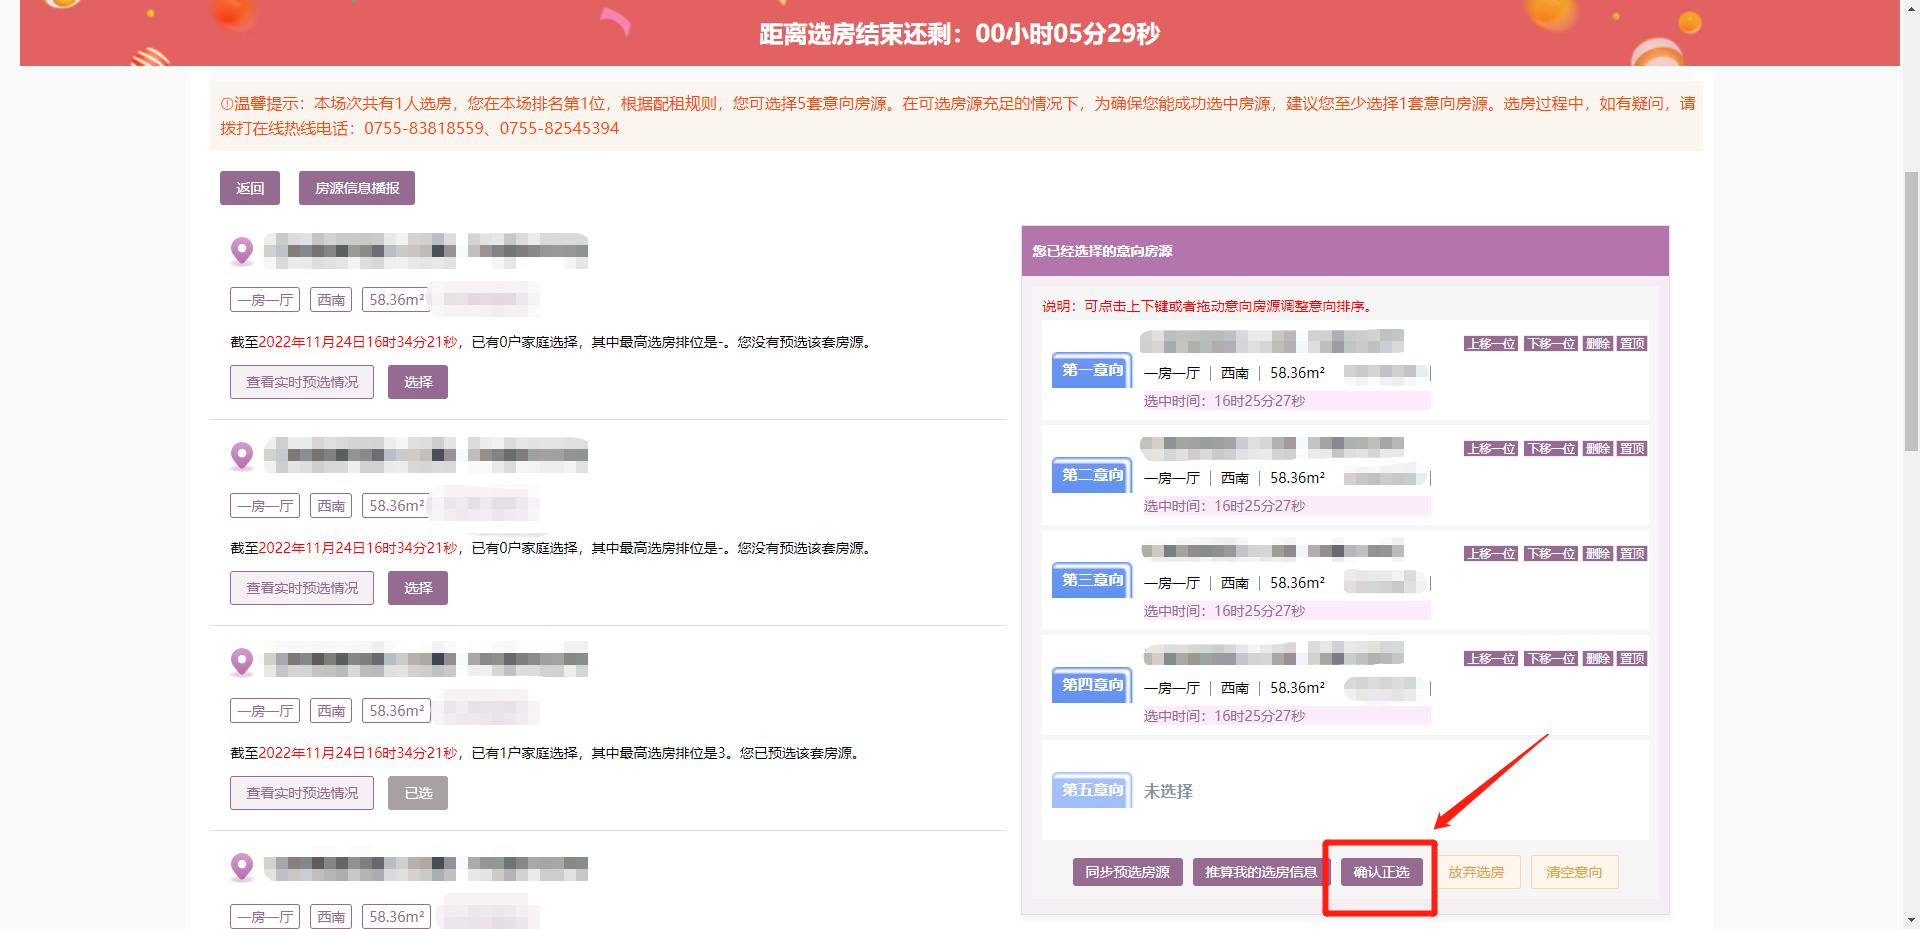 距离选房结束还剩：00小时05分29秒
温馨提示：本场次共有1人选房，您在本场排名第1位，根据配租规则，您可选择5套意向房源。在可选房源充足的情况下，为确保您能成功选中房源，建议您至少选择1套意向房源。选房过程中，如有疑问，请
拨打在线热线电话：0755-83818559、0755-82545394
返回 房源信息播报
一房一厅 西南 58.36m²
截至2022年11月24日16时34分21秒，已有0户家庭选择，其中最高选房排位是-。您没有预选该套房源。
查看实时预选情况 选择
一房一厅 西南 58.36m²
截至2022年11月24日16时34分21秒，已有0户家庭选择，其中最高选房排位是-。您没有预选该套房源。
查看实时预选情况 选择
一房一厅 西南 58.36m²
截至2022年11月24日16时34分21秒，已有1户家庭选择，其中最高选房排位是3。您已预选该套房源。
查看实时预选情况 已选
一房一厅 西南 58.36m²
您已经选择的意向房源
说明：可点击上下键或者拖动意向房源调整意向排序。
上移一位 下移一位 删除 置顶
第一意向 一房一厅 | 西南 | 58.36m² |
选中时间：16时25分27秒
上移一位 下移一位 删除 置顶
第二意向 一房一厅 | 西南 | 58.36m² |
选中时间：16时25分27秒
上移一位 下移一位 删除 置顶
第三意向 一房一厅 | 西南 | 58.36m² |
选中时间：16时25分27秒
上移一位 下移一位 删除 置顶
第四意向 一房一厅 | 西南 | 58.36m² |
选中时间：16时25分27秒
第五意向 未选择
同步预选房源 推算我的选房信息 确认正选 放弃选房 清空意向